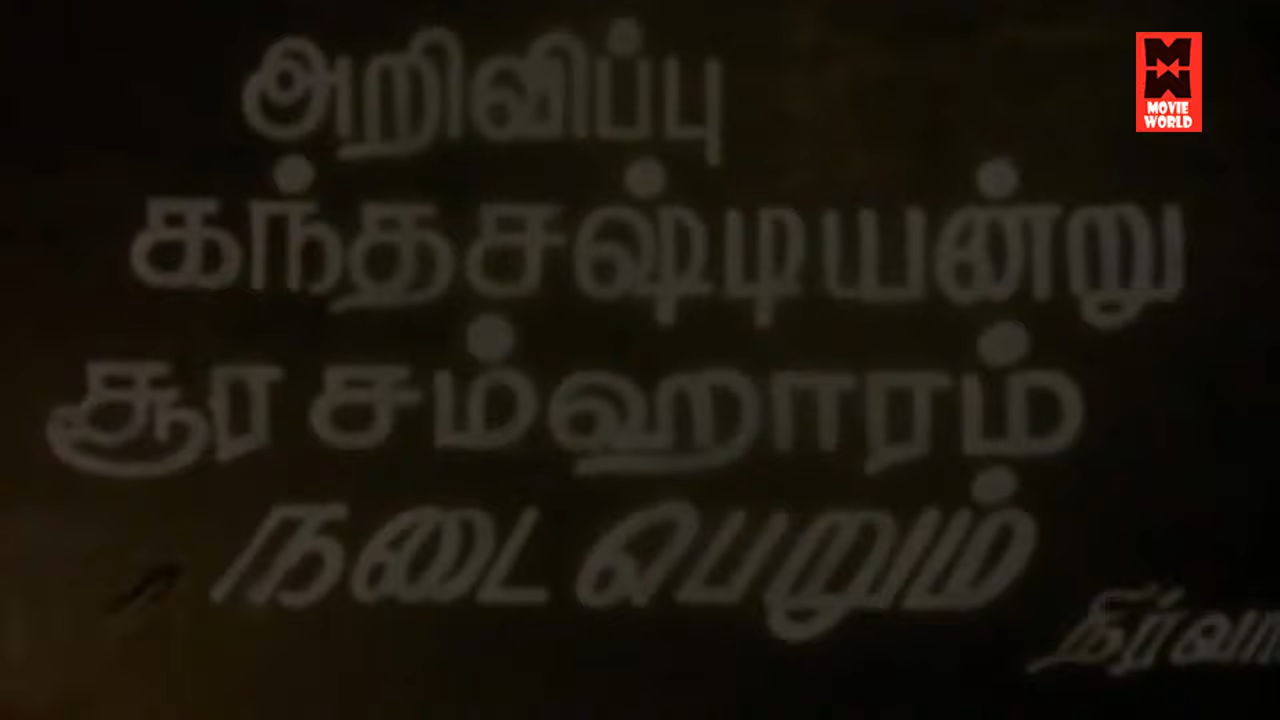 அறிவிப்பு
MOVIE
WORLD
கந்தசஷ்டியன்று
சூரசம்ஹாரம்
நடைபெறும்